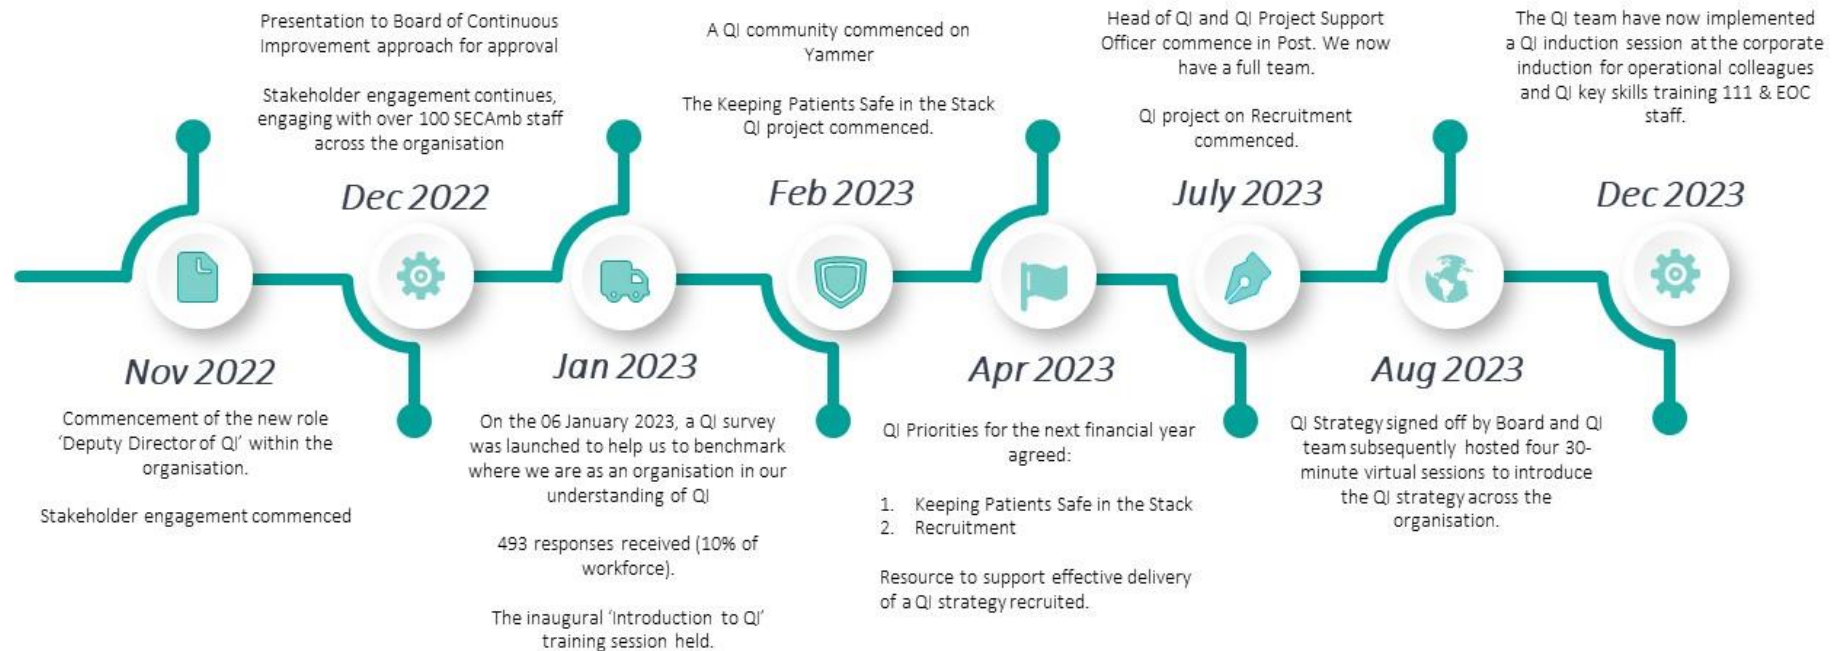 Presentation to Board of Continuous
Improvement approach for approval
Stakeholder engagement continues,
engaging with over 100 SECAmb staff
across the organisation
Dec 2022
A QI community commenced on
Yammer
The Keeping Patients Safe in the Stack
QI project commenced.
Feb 2023
Head of QI and QI Project Support
Officer commence in Post. We now
have a full team.
QI project on Recruitment
commenced.
July 2023
The QI team have now implemented
a QI induction session at the corporate
induction for operational colleagues
and QI key skills training 111 & EOC
staff.
Dec 2023
Nov 2022
Commencement of the new role
‘Deputy Director of QI’ within the
organisation.
Stakeholder engagement commenced
Jan 2023
On the 06 January 2023, a QI survey
was launched to help us to benchmark
where we are as an organisation in our
understanding of QI
493 responses received (10% of
workforce).
The inaugural ‘Introduction to QI’
training session held.
Apr 2023
QI Priorities for the next financial year
agreed:
1. Keeping Patients Safe in the Stack
2. Recruitment
Resource to support effective delivery
of a QI strategy recruited.
Aug 2023
QI Strategy signed off by Board and QI
team subsequently hosted four 30-
minute virtual sessions to introduce
the QI strategy across the
organisation.